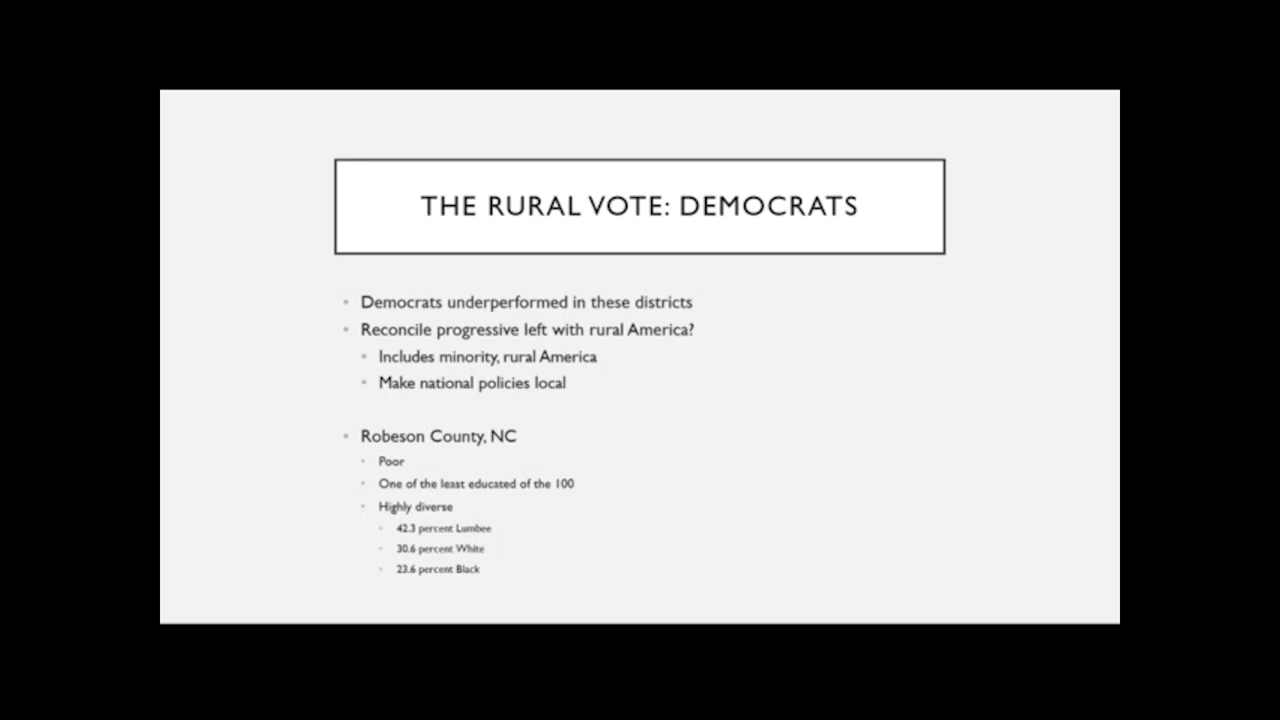 THE RURAL VOTE: DEMOCRATS
• Democrats underperformed in these districts
• Reconcile progressive left with rural America?
• Includes minority, rural America
• Make national policies local
• Robeson County, NC
• Poor
• One of the least educated of the 100
• Highly diverse
• 42.3 percent Lumbee
• 30.6 percent White
• 23.6 percent Black